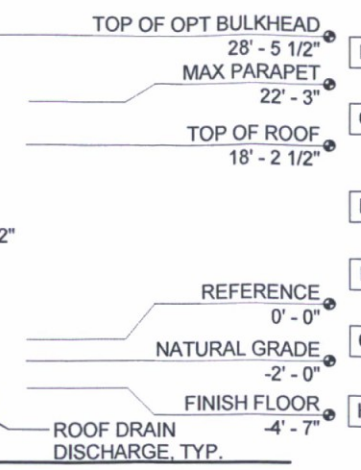 TOP OF OPT BULKHEAD
28' - 5 1/2"
MAX PARAPET
22' - 3"
TOP OF ROOF
18' - 2 1/2"
2"
REFERENCE
0' - 0"
NATURAL GRADE
-2' - 0"
FINISH FLOOR
-4' - 7"
ROOF DRAIN
DISCHARGE, TYP.